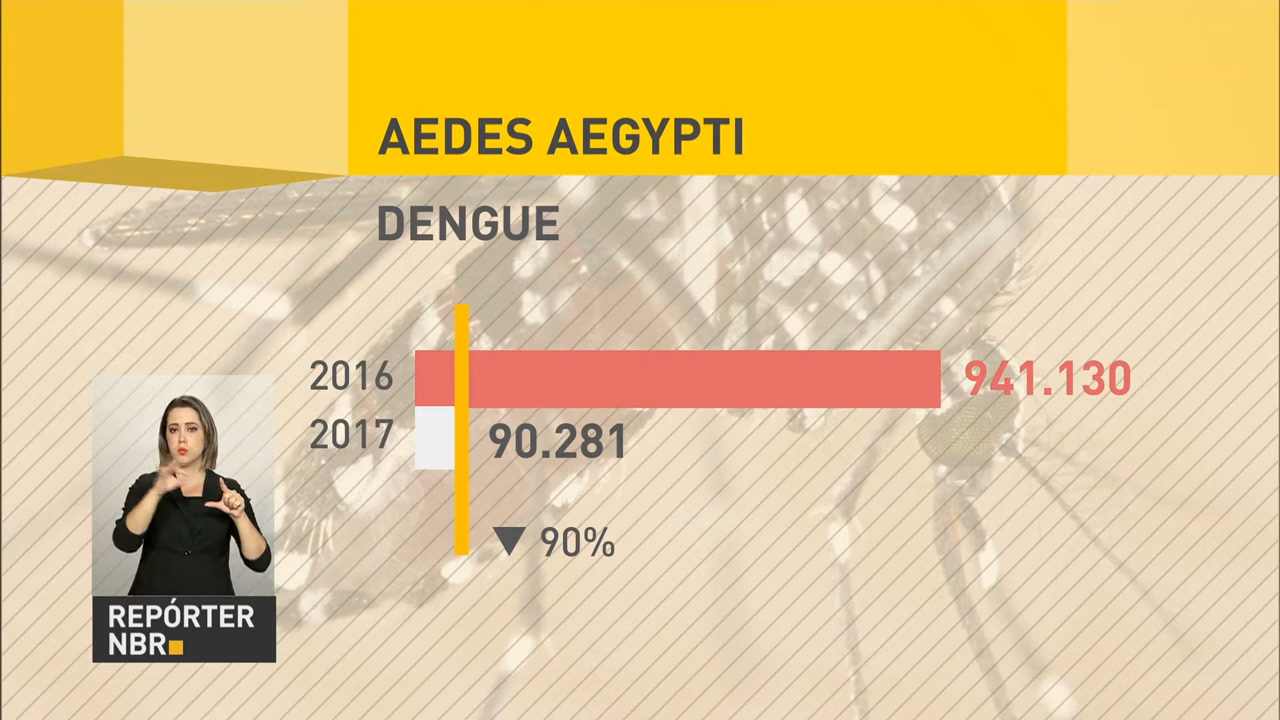 AEDES AEGYPTI
DENGUE
2016 941.130
2017 90.281
▼ 90%
REPÓRTER
NBR